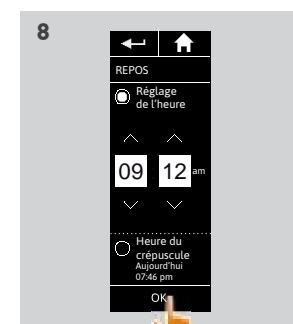 8
REPOS
Réglage
de l'heure
09 12 am
Heure du
crépuscule
Aujourd'hui
07:46 pm
OK